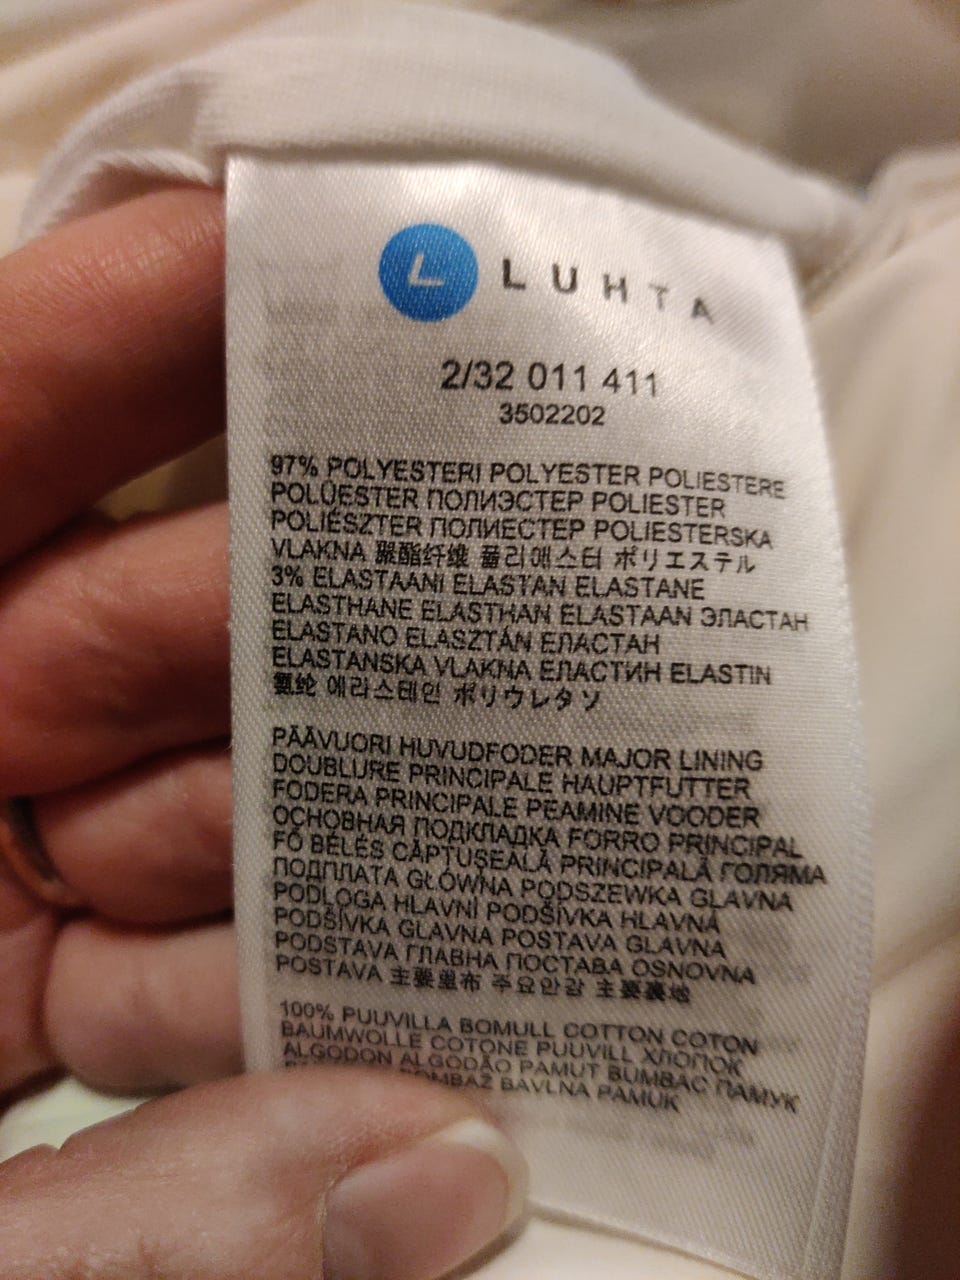 L LUHTA
2/32 011 411
3502202
97% POLYESTERI POLYESTER POLIESTERE
POLÜESTER ПОЛИЭСТЕР POLIESTER
POLIÉSZTER ПОЛИЕСТЕР POLIESTERSKA
VLAKNA 聚酯纤维 폴리에스터 ポリエステル
3% ELASTAANI ELASTAN ELASTANE
ELASTHANE ELASTHAN ELASTAAN ЭЛАСТАН
ELASTANO ELASZTÁN ЕЛАСТАН
ELASTANSKA VLAKNA ЕЛАСТИН ELASTIN
氨纶 에라스테인 ポリウレタソ
PÄÄVUORI HUVUDFODER MAJOR LINING
DOUBLURE PRINCIPALE HAUPTFUTTER
FODERA PRINCIPALE PEAMINE VOODER
ОСНОВНАЯ ПОДКЛАДКА FORRO PRINCIPAL
FŐ BÉLÉS CĂPTUŞEALĂ PRINCIPALĂ ГОЛЯМА
ПОДПЛАТА GŁÓWNA PODSZEWKA GLAVNA
PODLOGA HLAVNÍ PODŠÍVKA HLAVNÁ
PODŠÍVKA GLAVNA POSTAVA GLAVNA
PODSTAVA ГЛАВНА ПОСТАВА OSNOVNA
POSTAVA 主要里布 주요안감 主要裏地
100% PUUVILLA BOMULL COTTON COTON
BAUMWOLLE COTONE PUUVILL ХЛОПОК
ALGODON ALGODÃO PAMUT BUMBAC ПАМУК
BAVLNA PAMUK